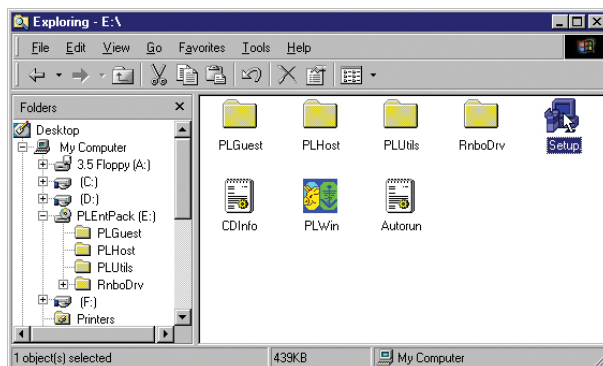 Exploring - E:\
File Edit View Go Favorites Tools Help
Folders
Desktop
My Computer
3.5 Floppy (A:)
(C:)
(D:)
PLEntPack (E:)
PLGuest
PLHost
PLUtils
RnboDrv
(F:)
Printers
PLGuest PLHost PLUtils RnboDrv Setup
CDInfo PLWin Autorun
1 object(s) selected 439KB My Computer